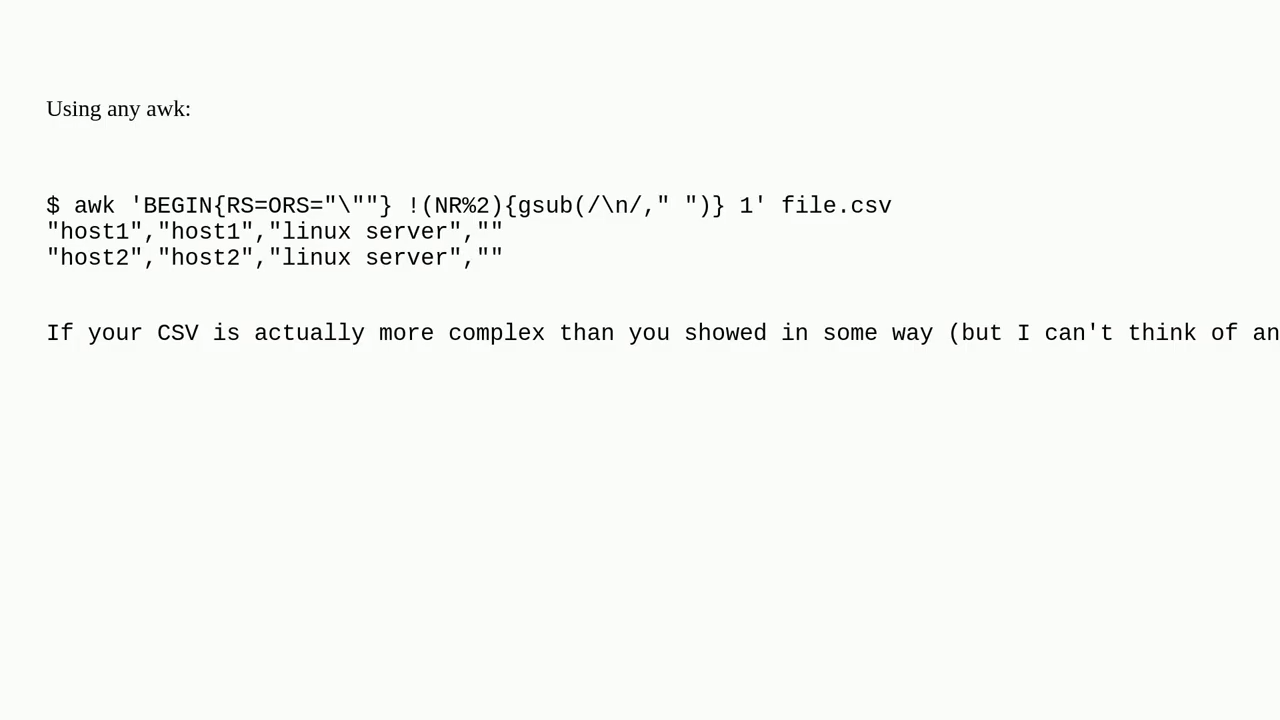 Using any awk:
$ awk 'BEGIN{RS=ORS="\""} !(NR%2){gsub(/\n/," ")} 1' file.csv
"host1","host1","linux server",""
"host2","host2","linux server",""
If your CSV is actually more complex than you showed in some way (but I can't think of an